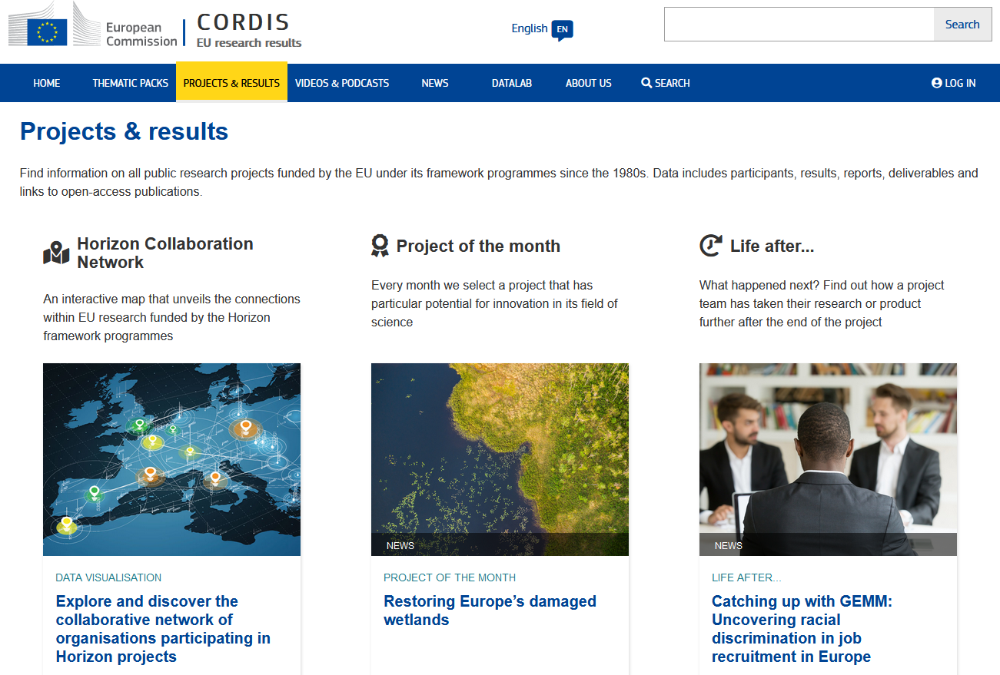 European
Commission
CORDIS
EU research results
English EN
Search
HOME THEMATIC PACKS PROJECTS & RESULTS VIDEOS & PODCASTS NEWS DATALAB ABOUT US SEARCH LOG IN
Projects & results
Find information on all public research projects funded by the EU under its framework programmes since the 1980s. Data includes participants, results, reports, deliverables and
links to open-access publications.
Horizon Collaboration
Network
An interactive map that unveils the connections
within EU research funded by the Horizon
framework programmes
DATA VISUALISATION
Explore and discover the
collaborative network of
organisations participating in
Horizon projects
Project of the month
Every month we select a project that has
particular potential for innovation in its field of
science
NEWS
PROJECT OF THE MONTH
Restoring Europe’s damaged
wetlands
Life after...
What happened next? Find out how a project
team has taken their research or product
further after the end of the project
NEWS
LIFE AFTER...
Catching up with GEMM:
Uncovering racial
discrimination in job
recruitment in Europe